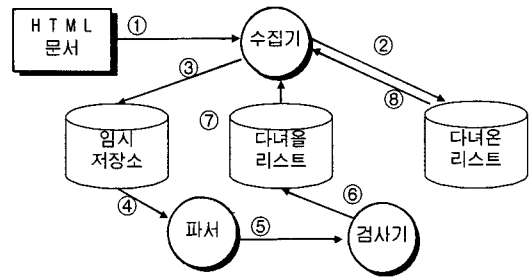 HTML
문서
①
수집기
②
③
⑧
임시
저장소
⑦
다녀올
리스트
다녀온
리스트
④
⑥
파서
⑤
검사기